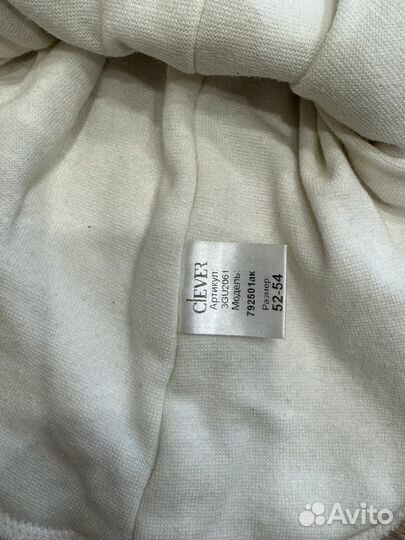 CLEVER
Артикул:
3GU2061
Модель:
792501ак
Размер
52-54
Avito